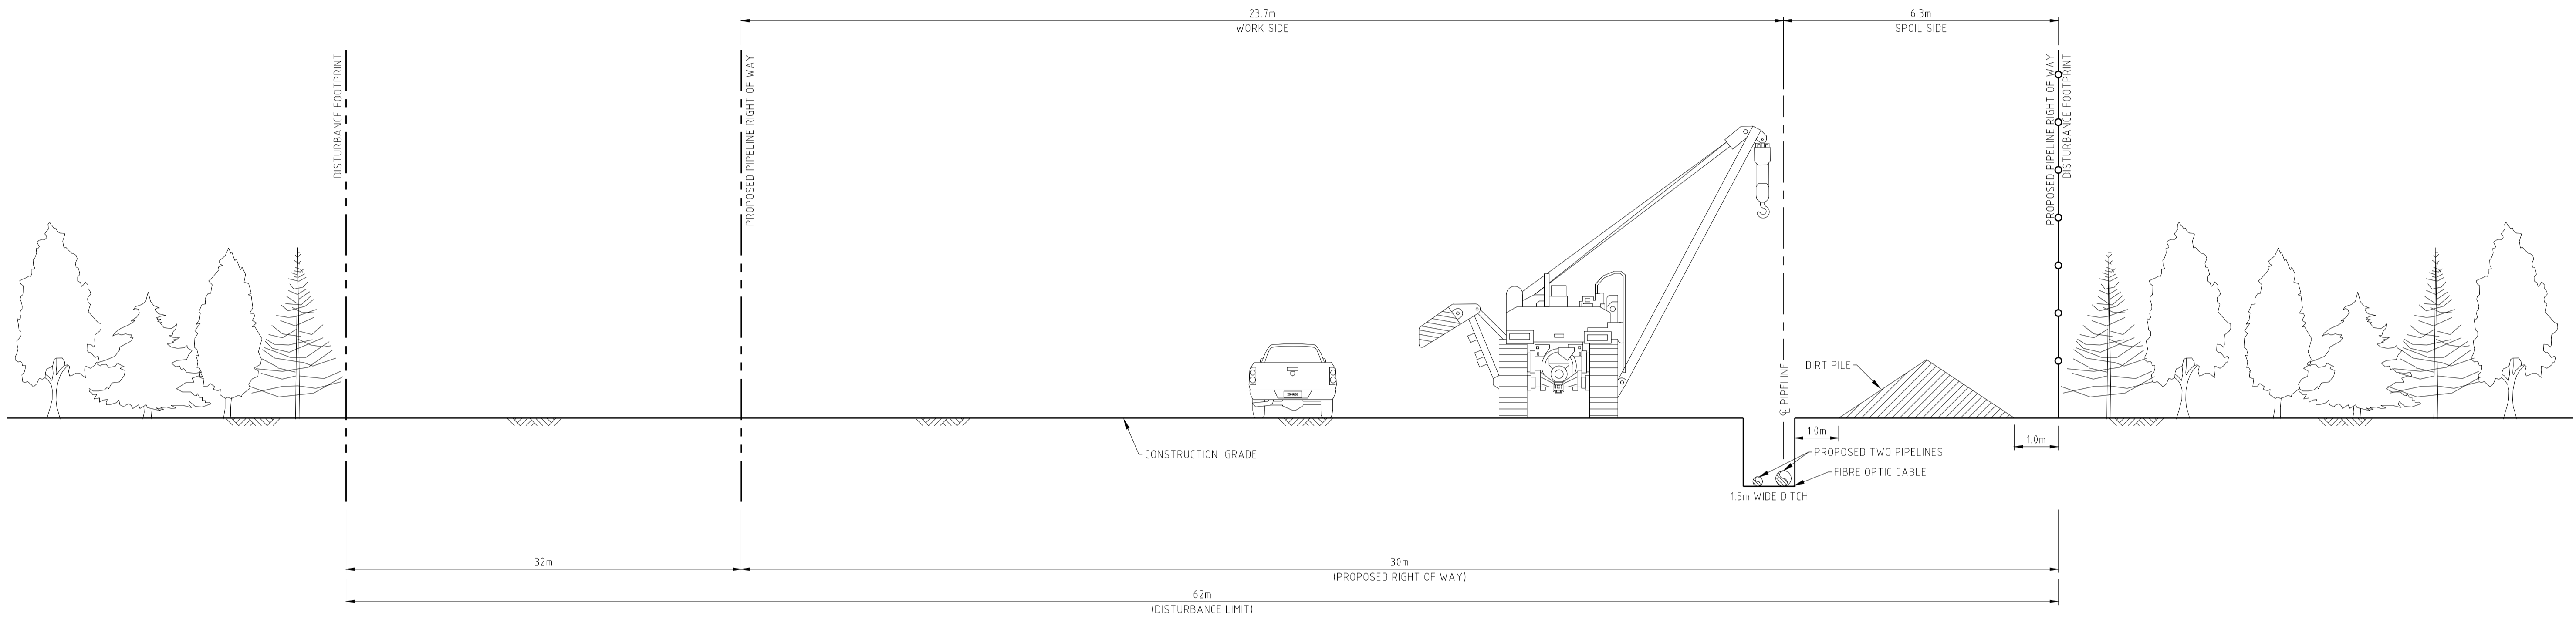 23.7m
WORK SIDE
6.3m
SPOIL SIDE
DISTURBANCE FOOTPRINT
PROPOSED PIPELINE RIGHT OF WAY
PROPOSED PIPELINE RIGHT OF WAY
DISTURBANCE FOOTPRINT
℄ PIPELINE
DIRT PILE
1.0m
1.0m
CONSTRUCTION GRADE
PROPOSED TWO PIPELINES
FIBRE OPTIC CABLE
1.5m WIDE DITCH
32m
30m
(PROPOSED RIGHT OF WAY)
62m
(DISTURBANCE LIMIT)